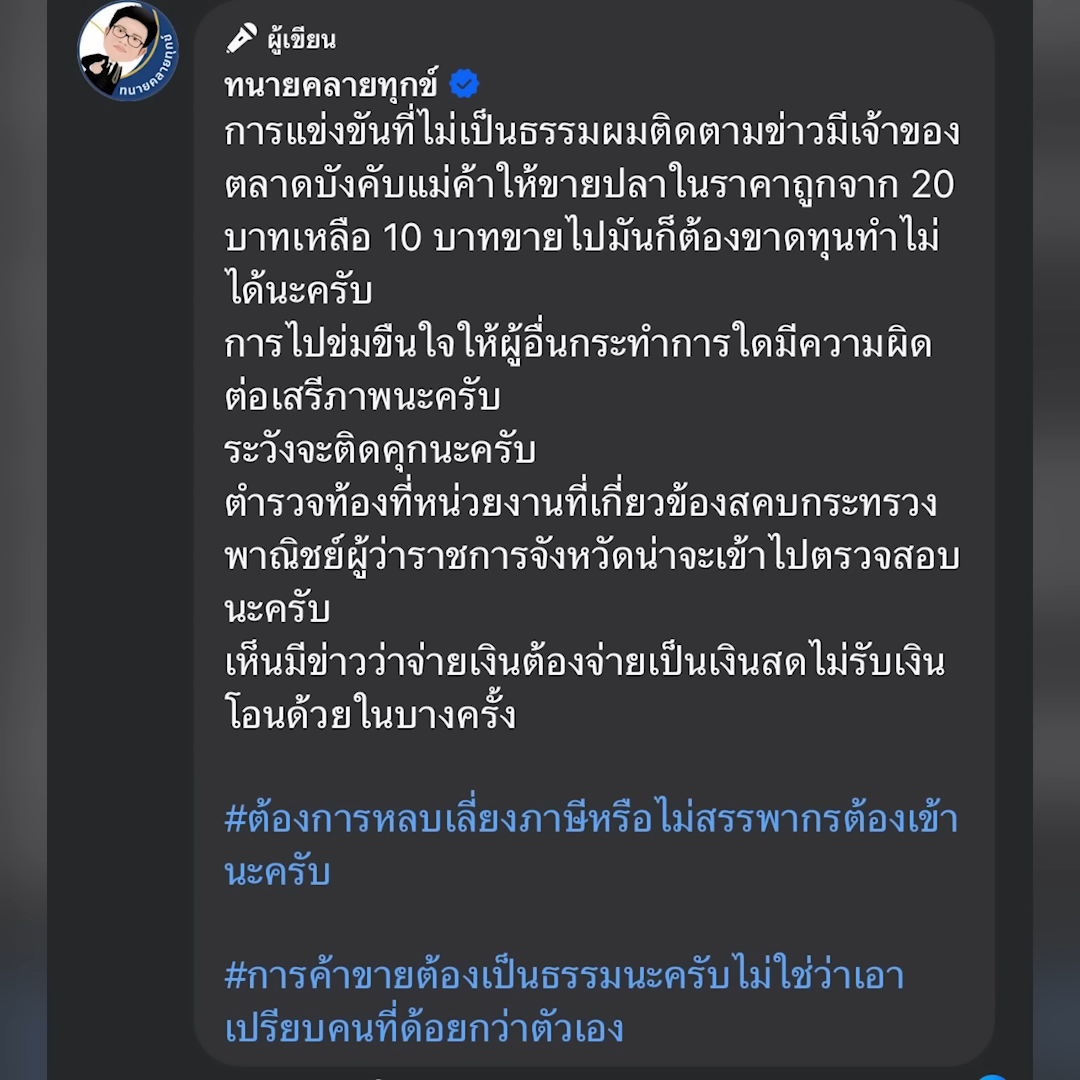 ทนายคลายทุกข์
ผู้เขียน
ทนายคลายทุกข์
การแข่งขันที่ไม่เป็นธรรมผมติดตามข่าวมีเจ้าของ
ตลาดบังคับแม่ค้าให้ขายปลาในราคาถูกจาก 20
บาทเหลือ 10 บาทขายไปมันก็ต้องขาดทุนทำไม่
ได้นะครับ
การไปข่มขืนใจให้ผู้อื่นกระทำการใดมีความผิด
ต่อเสรีภาพนะครับ
ระวังจะติดคุกนะครับ
ตำรวจท้องที่หน่วยงานที่เกี่ยวข้องสคบกระทรวง
พาณิชย์ผู้ว่าราชการจังหวัดน่าจะเข้าไปตรวจสอบ
นะครับ
เห็นมีข่าวว่าจ่ายเงินต้องจ่ายเป็นเงินสดไม่รับเงิน
โอนด้วยในบางครั้ง
#ต้องการหลบเลี่ยงภาษีหรือไม่สรรพากรต้องเข้า
นะครับ
#การค้าขายต้องเป็นธรรมนะครับไม่ใช่ว่าเอา
เปรียบคนที่ด้อยกว่าตัวเอง